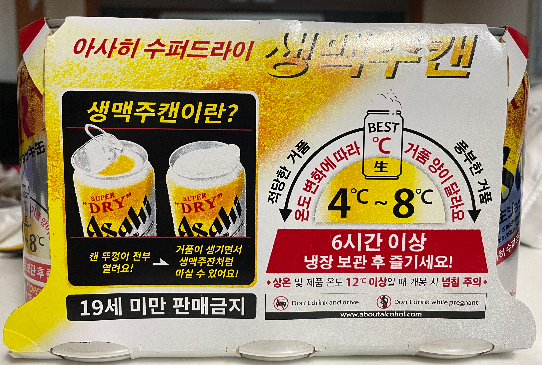 아사히 수퍼드라이 생맥주캔
생맥주캔이란?
SUPER
"DRY"
Asahi
SUPER
"DRY"
Asahi
캔 뚜껑이 전부
열려요!
거품이 생기면서
생맥주잔처럼
마실 수 있어요!
19세 미만 판매금지
BEST
℃
生
적당한 거품
온도 변화에 따라 거품 양이 달라요
풍부한 거품
4℃ ~ 8℃
6시간 이상
냉장 보관 후 즐기세요!
• 상온 및 제품 온도 12℃ 이상일 때 개봉 시 넘침 주의 •
Don't drink and drive
Don't drink while pregnant
www.aboutalcohol.com
8℃